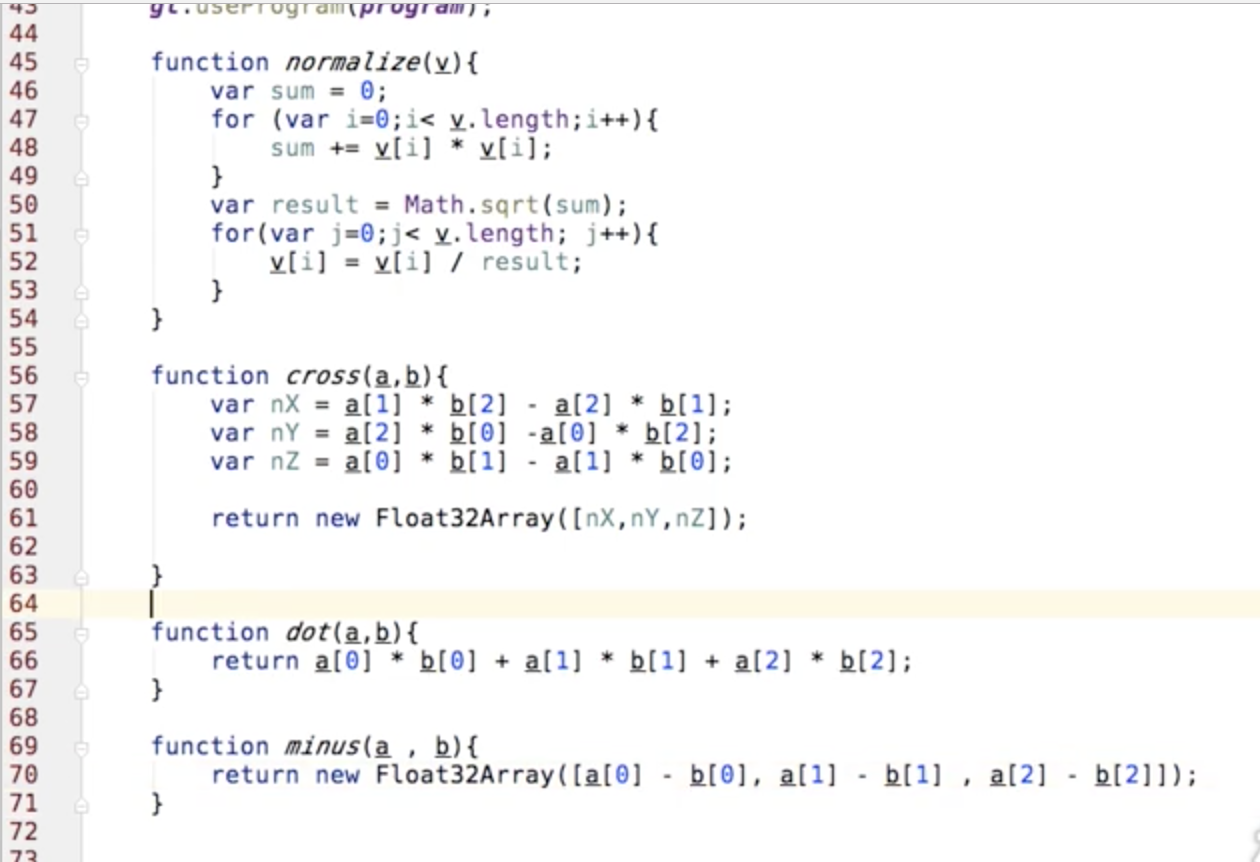 43 gl.useProgram(program);
44
45 function normalize(v){
46 var sum = 0;
47 for (var i=0;i< v.length;i++){
48 sum += v[i] * v[i];
49 }
50 var result = Math.sqrt(sum);
51 for(var j=0;j< v.length; j++){
52 v[i] = v[i] / result;
53 }
54 }
55
56 function cross(a,b){
57 var nX = a[1] * b[2] - a[2] * b[1];
58 var nY = a[2] * b[0] -a[0] * b[2];
59 var nZ = a[0] * b[1] - a[1] * b[0];
60
61 return new Float32Array([nX,nY,nZ]);
62
63 }
64
65 function dot(a,b){
66 return a[0] * b[0] + a[1] * b[1] + a[2] * b[2];
67 }
68
69 function minus(a , b){
70 return new Float32Array([a[0] - b[0], a[1] - b[1] , a[2] - b[2]]);
71 }
72
73